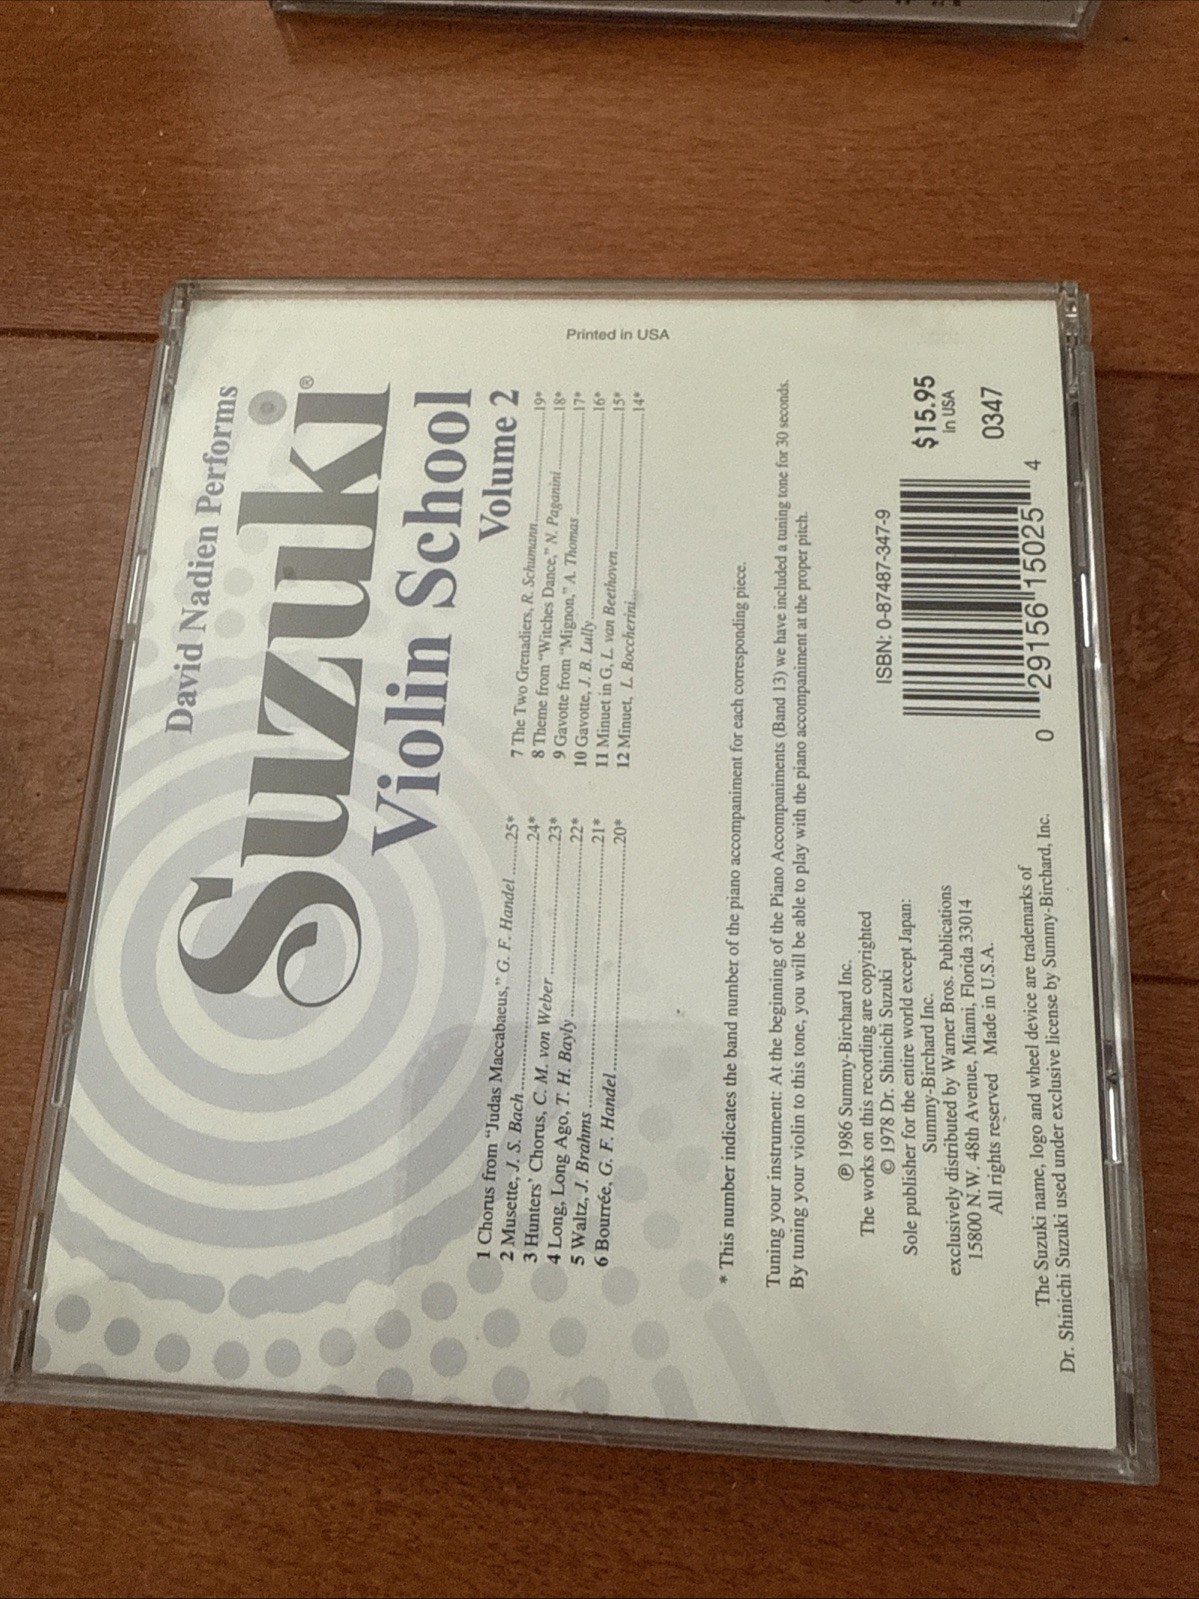 David Nadien Performs
Suzuki®
Violin School
Volume 2
1 Chorus from "Judas Maccabaeus," G. F. Handel ........25*
2 Musette, J. S. Bach........24*
3 Hunters' Chorus, C. M. von Weber ........23*
4 Long, Long Ago, T. H. Bayly ........22*
5 Waltz, J. Brahms ........21*
6 Bourrée, G. F. Handel........20*
7 The Two Grenadiers, R. Schumann........19*
8 Theme from "Witches Dance," N. Paganini........18*
9 Gavotte from "Mignon," A. Thomas ........17*
10 Gavotte, J. B. Lully........16*
11 Minuet in G, L. van Beethoven........15*
12 Minuet, L. Boccherini........14*
Printed in USA
* This number indicates the band number of the piano accompaniment for each corresponding piece.
Tuning your instrument: At the beginning of the Piano Accompaniments (Band 13) we have included a tuning tone for 30 seconds.
By tuning your violin to this tone, you will be able to play with the piano accompaniment at the proper pitch.
℗ 1986 Summy-Birchard Inc.
The works on this recording are copyrighted
© 1978 Dr. Shinichi Suzuki
Sole publisher for the entire world except Japan:
Summy-Birchard Inc.
exclusively distributed by Warner Bros. Publications
15800 N.W. 48th Avenue, Miami, Florida 33014
All rights reserved Made in U.S.A.
The Suzuki name, logo and wheel device are trademarks of
Dr. Shinichi Suzuki used under exclusive license by Summy-Birchard, Inc.
ISBN: 0-87487-347-9
0 29156 15025 4
$15.95
In USA
0347